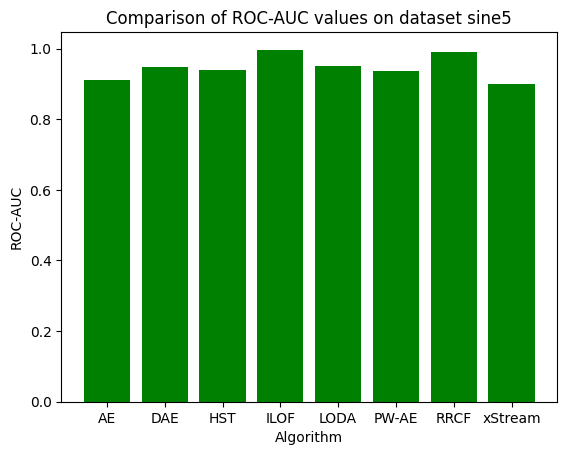 Comparison of ROC-AUC values on dataset sine5
1.0
0.8
0.6
0.4
0.2
0.0
ROC-AUC
AE DAE HST ILOF LODA PW-AE RRCF xStream
Algorithm